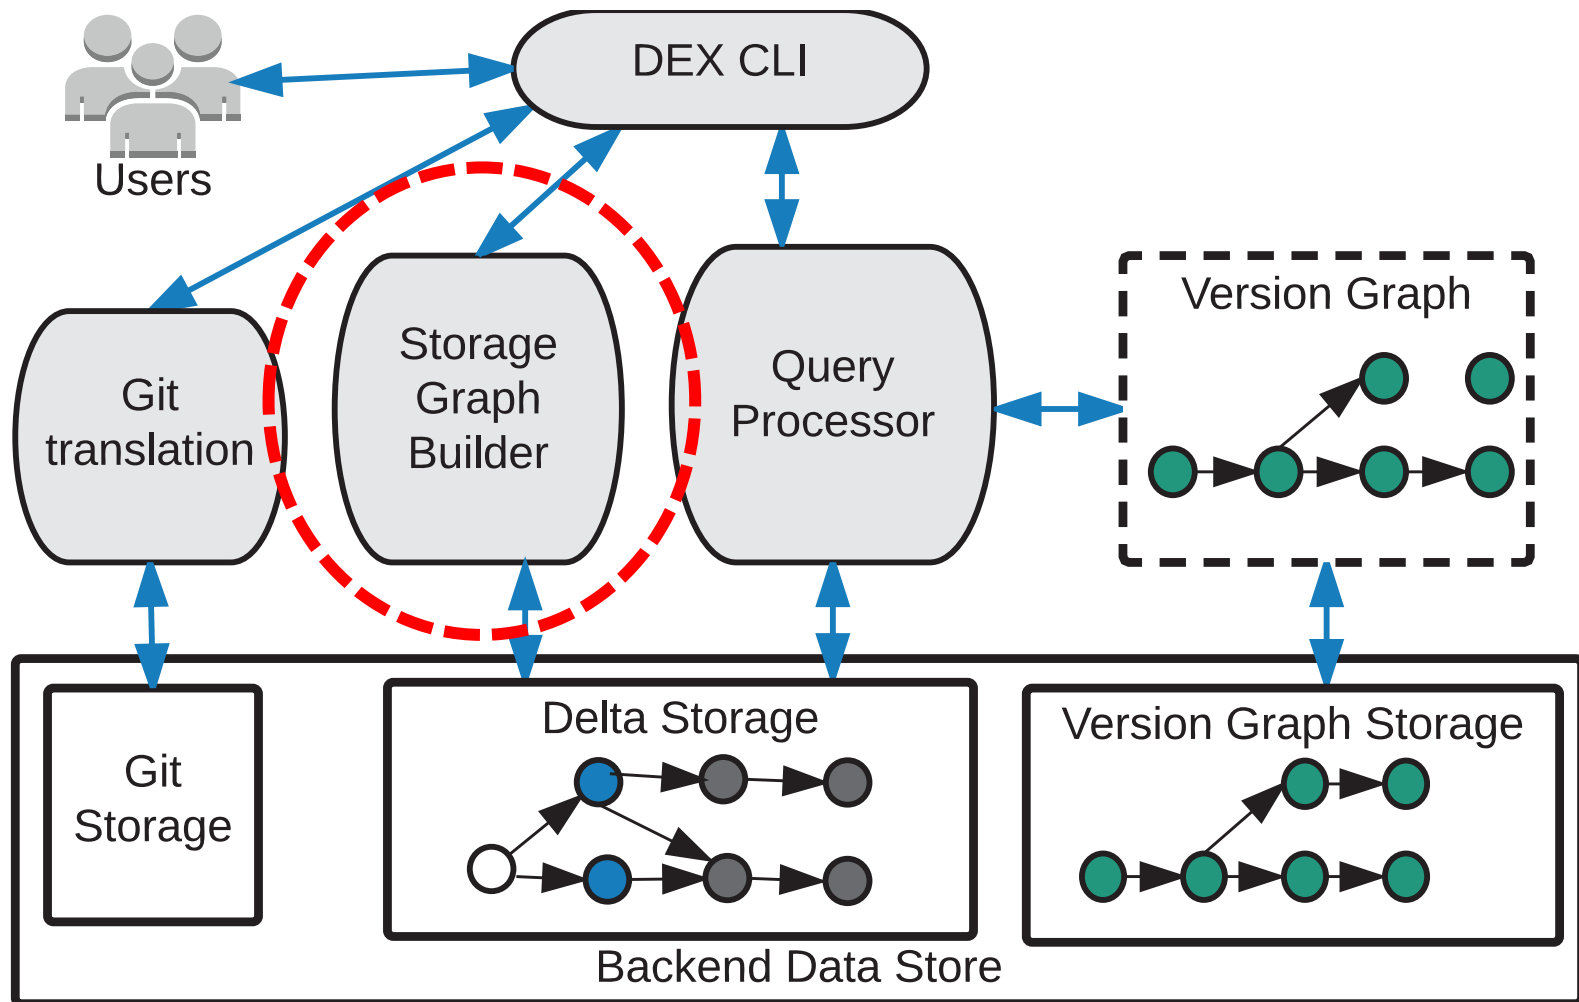 DEX CLI
Users
Git
translation
Storage
Graph
Builder
Query
Processor
Version Graph
Git
Storage
Delta Storage
Version Graph Storage
Backend Data Store